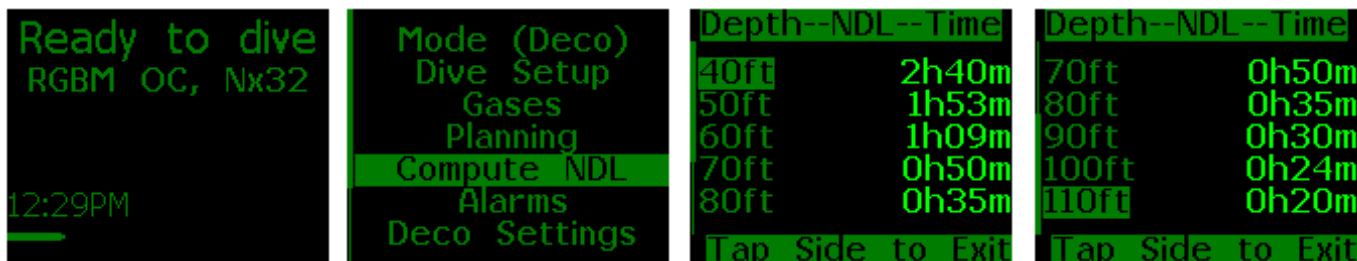 Ready to dive
RGBM OC, Nx32
12:29PM
Mode (Deco)
Dive Setup
Gases
Planning
Compute NDL
Alarms
Deco Settings
Depth--NDL--Time
40ft 2h40m
50ft 1h53m
60ft 1h09m
70ft 0h50m
80ft 0h35m
Tap Side to Exit
Depth--NDL--Time
70ft 0h50m
80ft 0h35m
90ft 0h30m
100ft 0h24m
110ft 0h20m
Tap Side to Exit